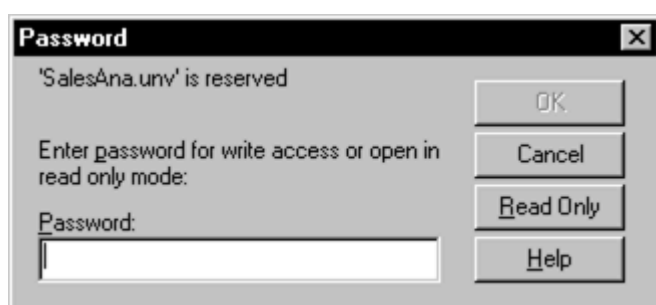 Password
'SalesAna.unv' is reserved
OK
Enter password for write access or open in
read only mode:
Cancel
Read Only
Password:
Help